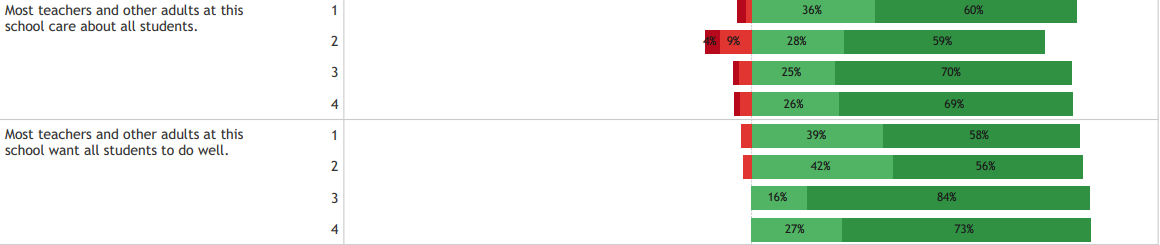 Most teachers and other adults at this
school care about all students.
1 36% 60%
2 4% 9% 28% 59%
3 25% 70%
4 26% 69%
Most teachers and other adults at this
school want all students to do well.
1 39% 58%
2 42% 56%
3 16% 84%
4 27% 73%